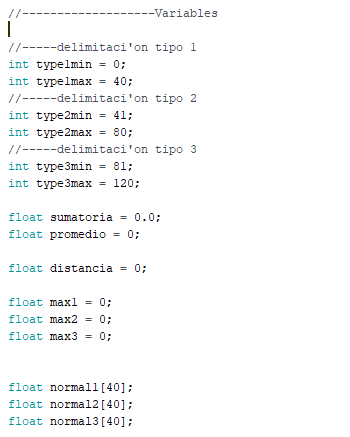 //-------------------Variables
//-----delimitaci'on tipo 1
int type1min = 0;
int type1max = 40;
//-----delimitaci'on tipo 2
int type2min = 41;
int type2max = 80;
//-----delimitaci'on tipo 3
int type3min = 81;
int type3max = 120;
float sumatoria = 0.0;
float promedio = 0;
float distancia = 0;
float max1 = 0;
float max2 = 0;
float max3 = 0;
float normal1[40];
float normal2[40];
float normal3[40];